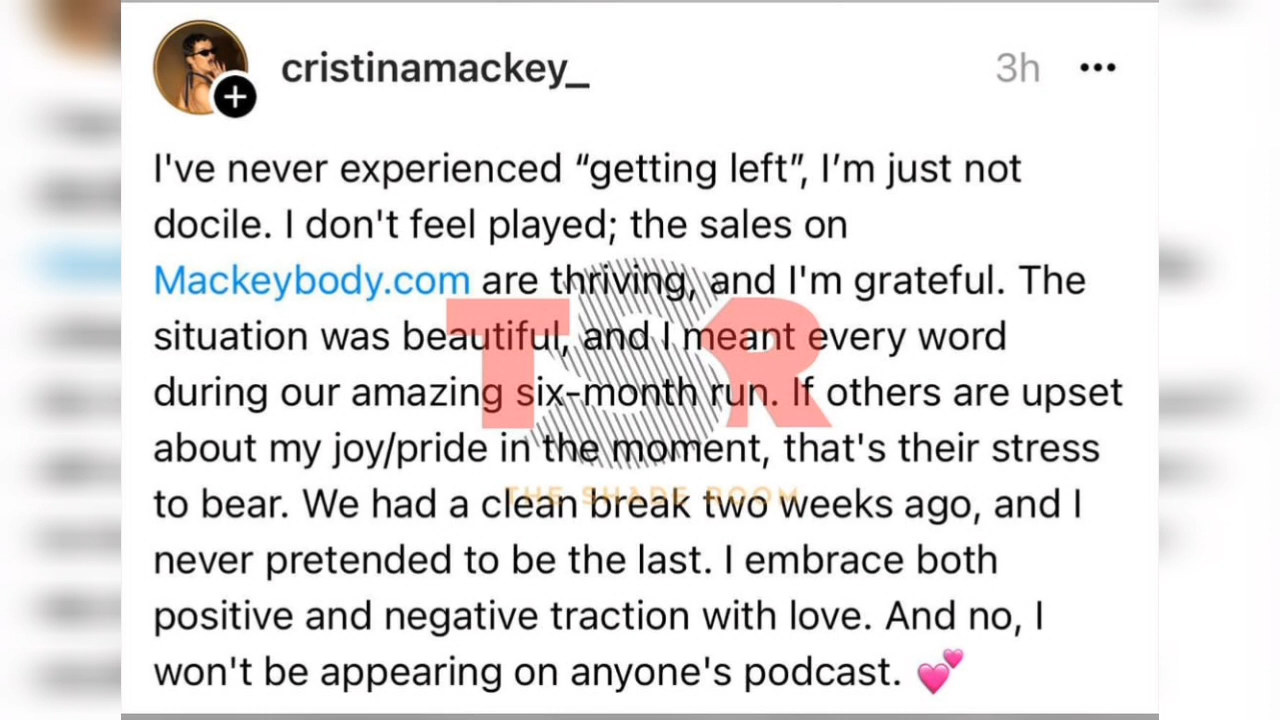 cristinamackey_ 3h
I've never experienced “getting left”, I’m just not
docile. I don't feel played; the sales on
Mackeybody.com are thriving, and I'm grateful. The
situation was beautiful, and I meant every word
during our amazing six-month run. If others are upset
about my joy/pride in the moment, that's their stress
to bear. We had a clean break two weeks ago, and I
never pretended to be the last. I embrace both
positive and negative traction with love. And no, I
won't be appearing on anyone's podcast. 💕
TSR
THE SHADE ROOM